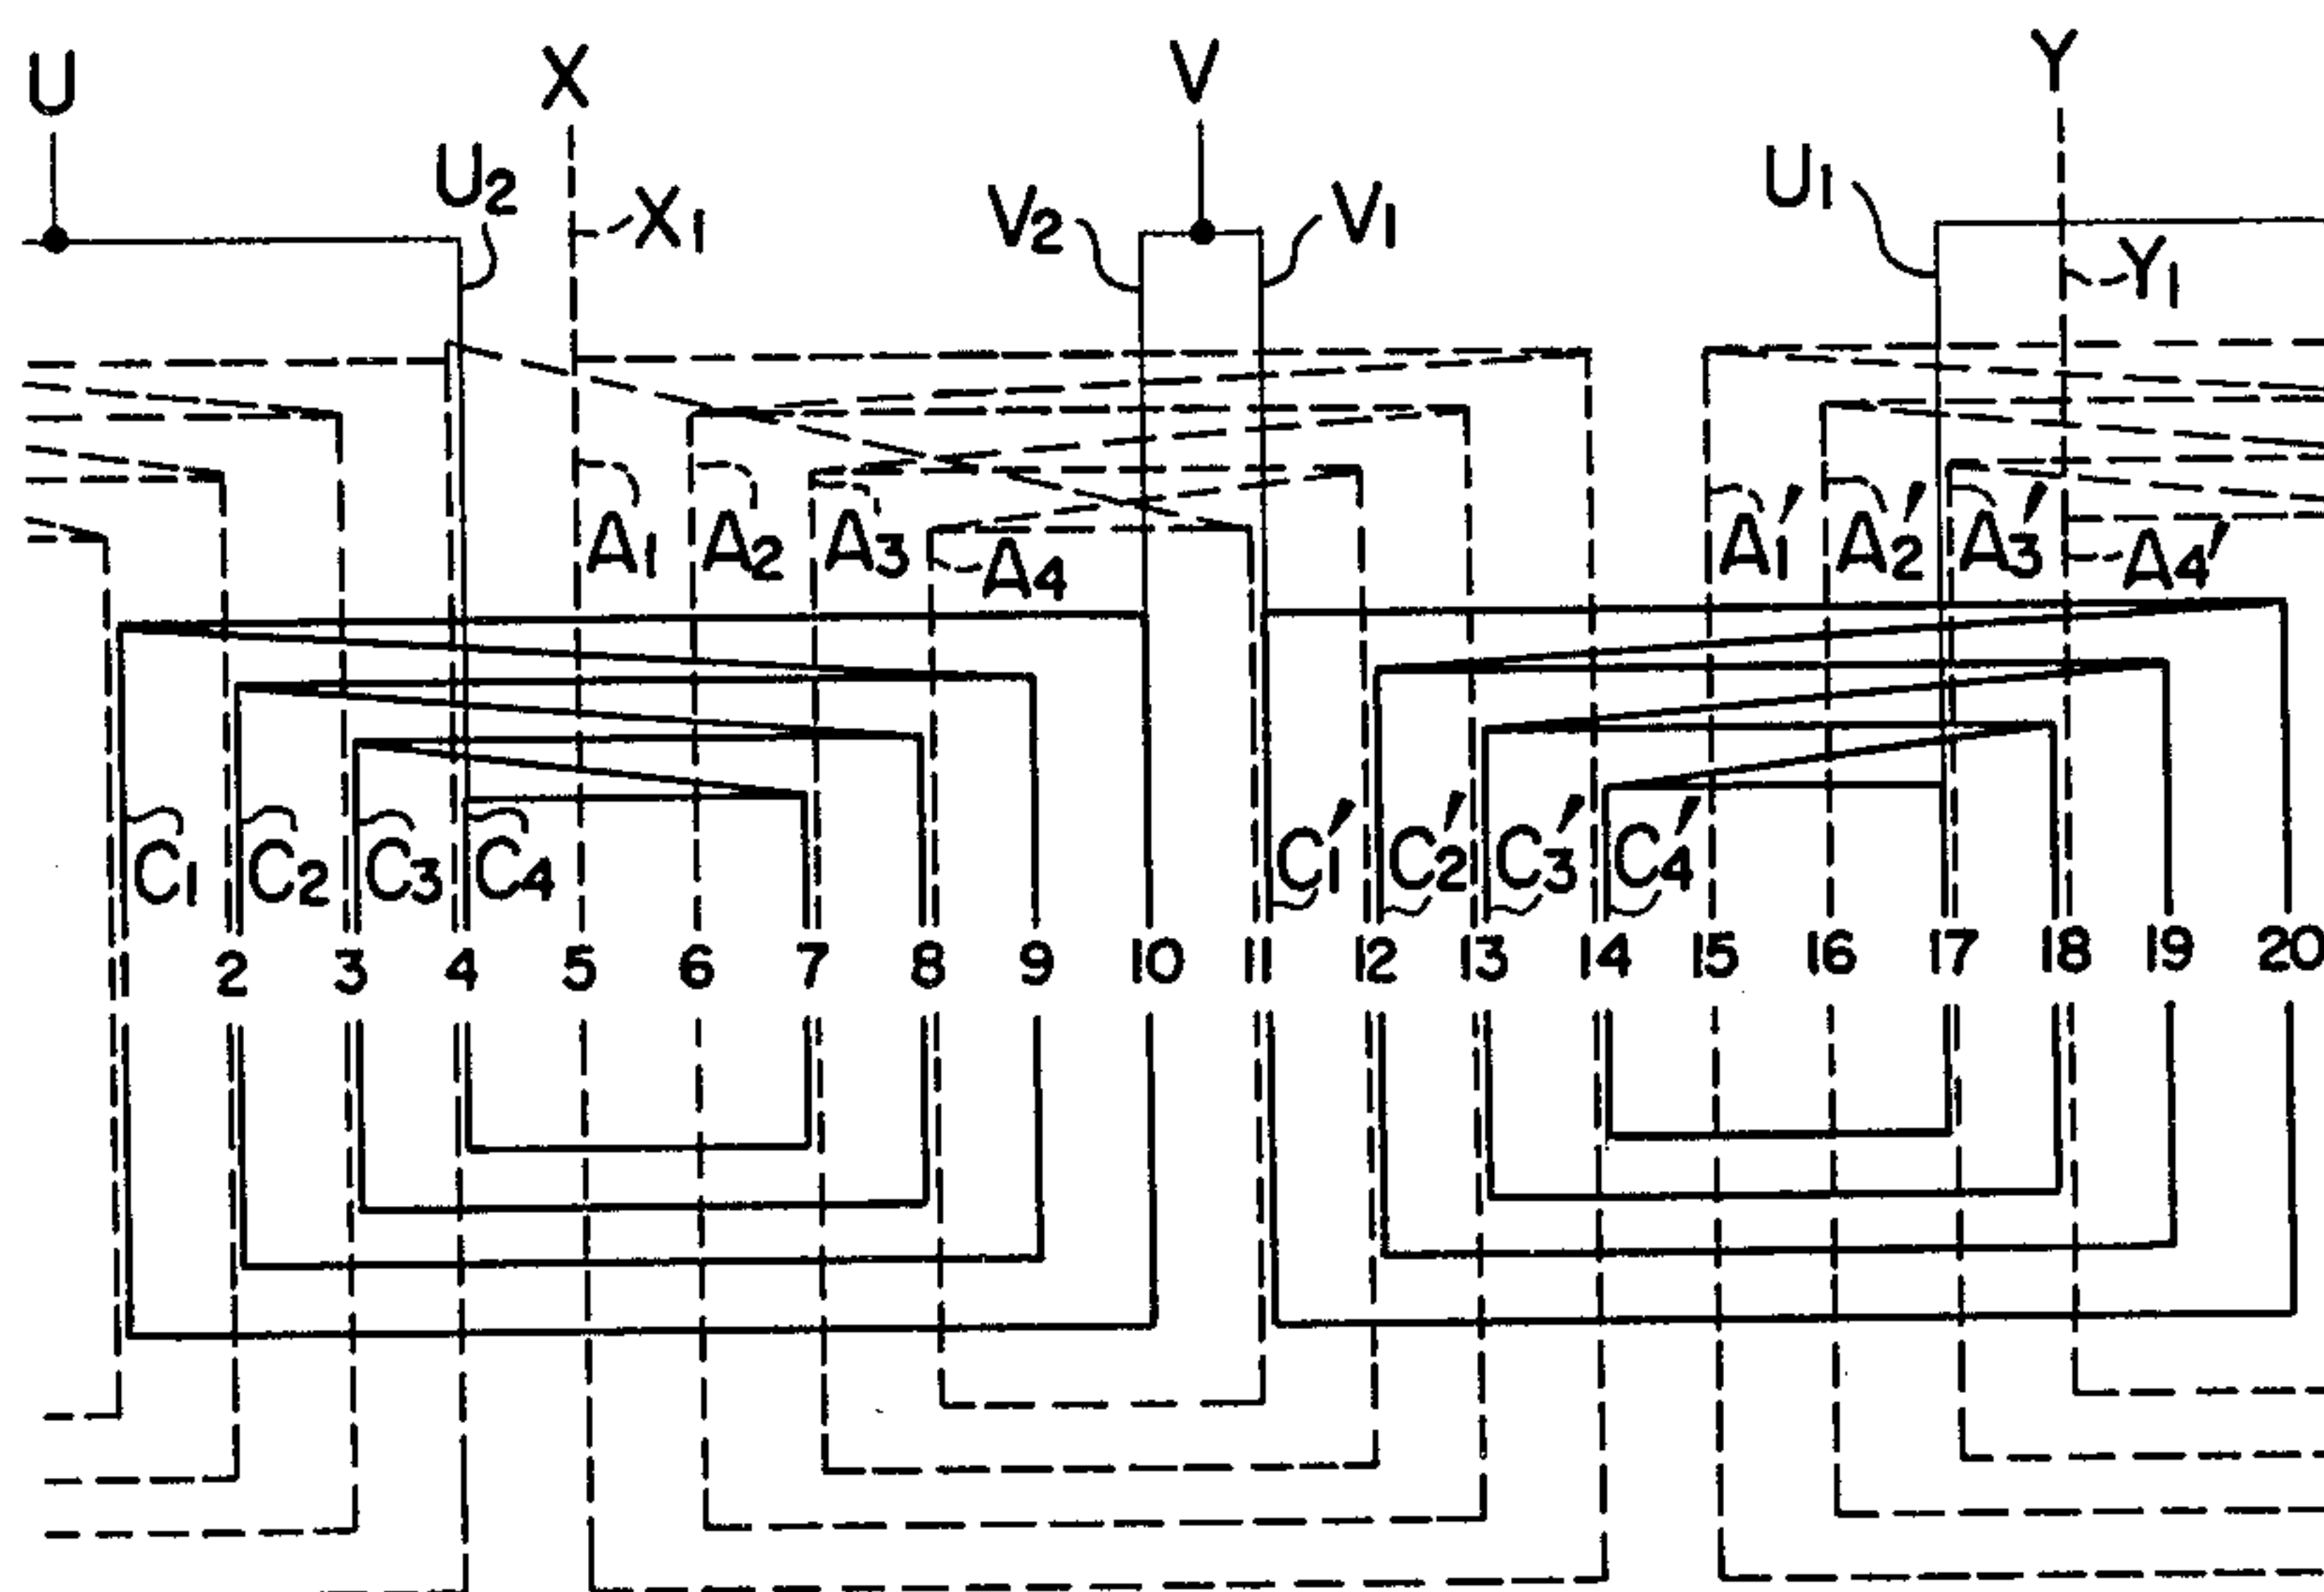 U X V Y
U2 X1 V2 V1 U1 Y1
A1 A2 A3 A4 A1' A2' A3' A4'
C1 C2 C3 C4 C1' C2' C3' C4'
2 3 4 5 6 7 8 9 10 11 12 13 14 15 16 17 18 19 20